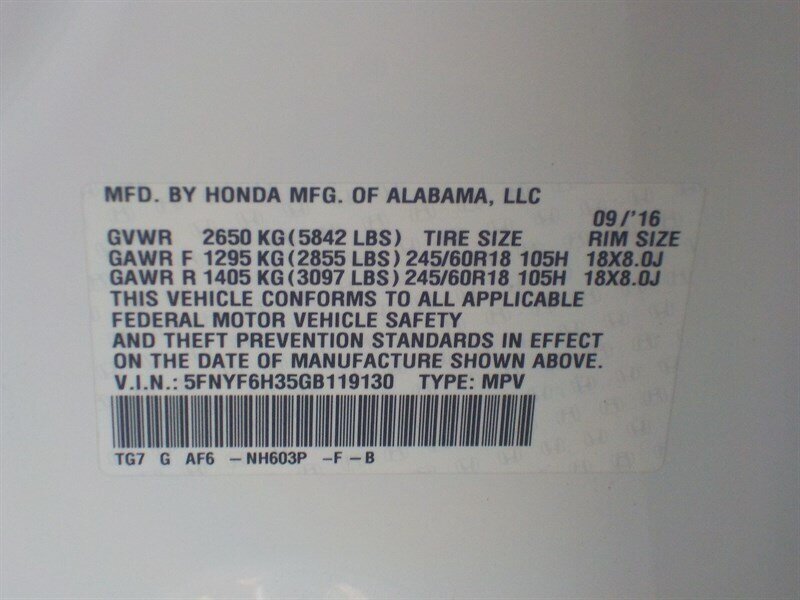 MFD. BY HONDA MFG. OF ALABAMA, LLC
09/'16
GVWR 2650 KG(5842 LBS) TIRE SIZE RIM SIZE
GAWR F 1295 KG(2855 LBS)245/60R18 105H 18X8.0J
GAWR R 1405 KG(3097 LBS)245/60R18 105H 18X8.0J
THIS VEHICLE CONFORMS TO ALL APPLICABLE
FEDERAL MOTOR VEHICLE SAFETY
AND THEFT PREVENTION STANDARDS IN EFFECT
ON THE DATE OF MANUFACTURE SHOWN ABOVE.
V.I.N.: 5FNYF6H35GB119130 TYPE: MPV
TG7 G AF6 -NH603P -F-B